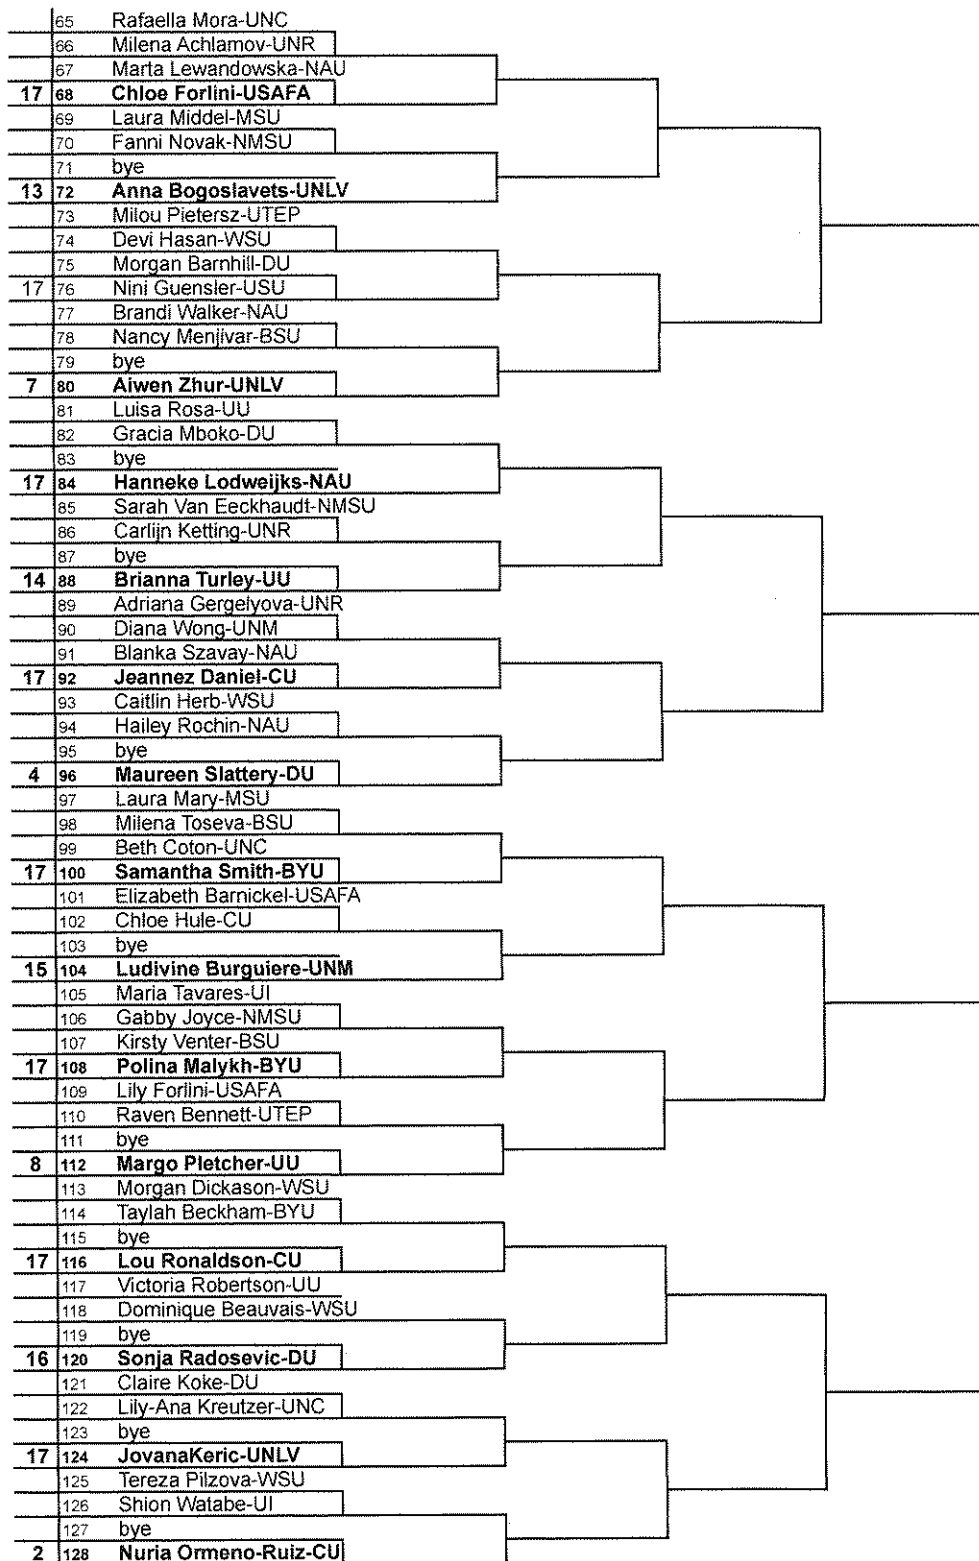 65 Rafaella Mora-UNC
66 Milena Achlamov-UNR
67 Marta Lewandowska-NAU
17 68 Chloe Forlini-USAFA
69 Laura Middel-MSU
70 Fanni Novak-NMSU
71 bye
13 72 Anna Bogoslavets-UNLV
73 Milou Pietersz-UTEP
74 Devi Hasan-WSU
75 Morgan Barnhill-DU
17 76 Nini Guensler-USU
77 Brandi Walker-NAU
78 Nancy Menjivar-BSU
79 bye
7 80 Aiwen Zhur-UNLV
81 Luisa Rosa-UU
82 Gracia Mboko-DU
83 bye
17 84 Hanneke Lodweijks-NAU
85 Sarah Van Eeckhaudt-NMSU
86 Carlijn Ketting-UNR
87 bye
14 88 Brianna Turley-UU
89 Adriana Gergelyova-UNR
90 Diana Wong-UNM
91 Blanka Szavay-NAU
17 92 Jeannez Daniel-CU
93 Caitlin Herb-WSU
94 Hailey Rochin-NAU
95 bye
4 96 Maureen Slattery-DU
97 Laura Mary-MSU
98 Milena Toseva-BSU
99 Beth Coton-UNC
17 100 Samantha Smith-BYU
101 Elizabeth Barnickel-USAFA
102 Chloe Hule-CU
103 bye
15 104 Ludivine Burguiere-UNM
105 Maria Tavares-UI
106 Gabby Joyce-NMSU
107 Kirsty Venter-BSU
17 108 Polina Malykh-BYU
109 Lily Forlini-USAFA
110 Raven Bennett-UTEP
111 bye
8 112 Margo Pletcher-UU
113 Morgan Dickason-WSU
114 Taylah Beckham-BYU
115 bye
17 116 Lou Ronaldson-CU
117 Victoria Robertson-UU
118 Dominique Beauvais-WSU
119 bye
16 120 Sonja Radosevic-DU
121 Claire Koke-DU
122 Lily-Ana Kreutzer-UNC
123 bye
17 124 JovanaKeric-UNLV
125 Tereza Pilzova-WSU
126 Shion Watabe-UI
127 bye
2 128 Nuria Ormeno-Ruiz-CU